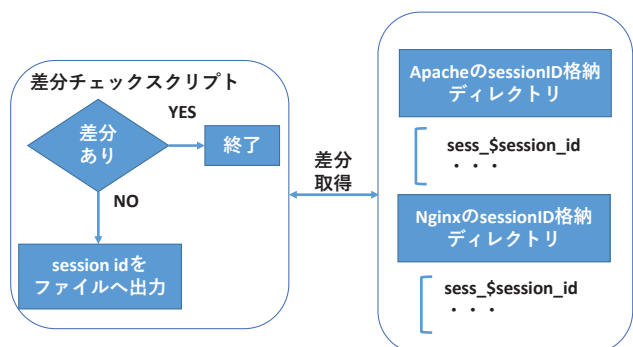 差分チェックスクリプト
差分
あり
YES
終了
NO
session idを
ファイルへ出力
差分
取得
ApacheのsessionID格納
ディレクトリ
sess_$session_id
・・・
NginxのsessionID格納
ディレクトリ
sess_$session_id
・・・